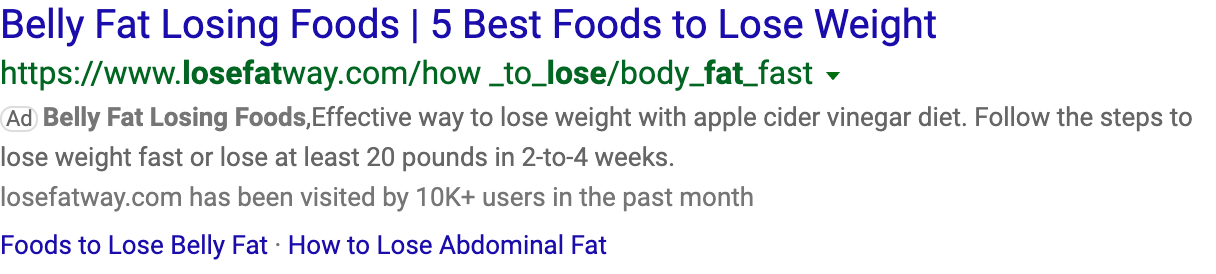 Belly Fat Losing Foods | 5 Best Foods to Lose Weight
https://www.losefatway.com/how _to_lose/body_fat_fast
Ad Belly Fat Losing Foods,Effective way to lose weight with apple cider vinegar diet. Follow the steps to
lose weight fast or lose at least 20 pounds in 2-to-4 weeks.
losefatway.com has been visited by 10K+ users in the past month
Foods to Lose Belly Fat · How to Lose Abdominal Fat